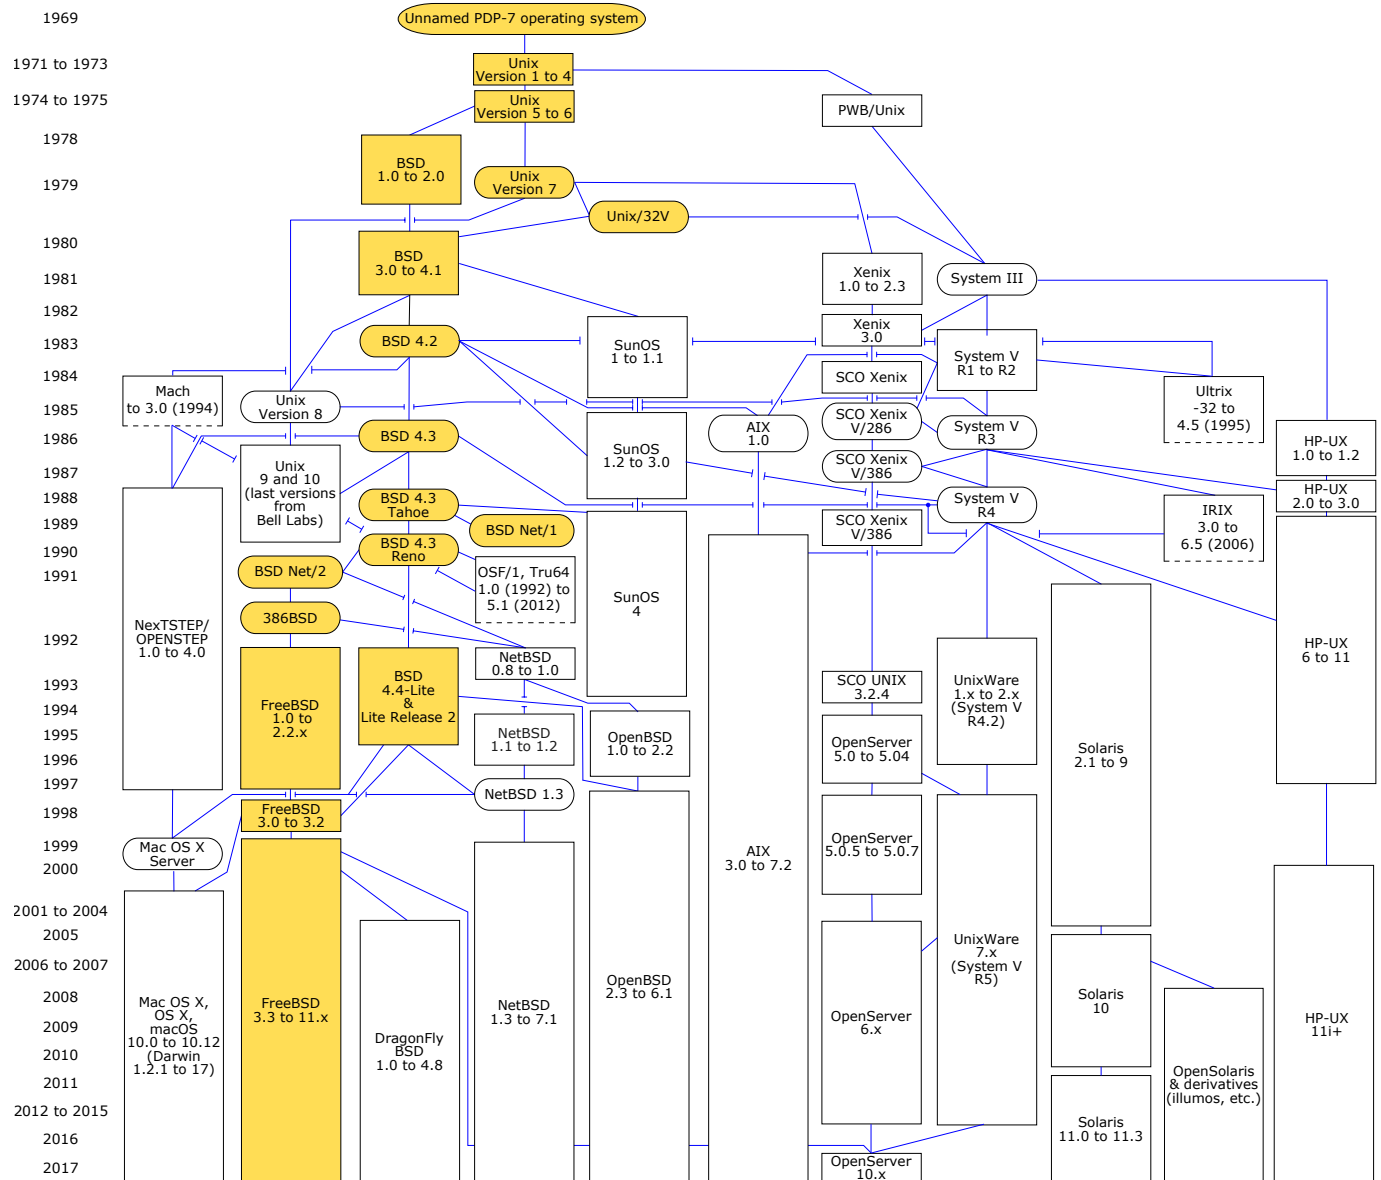 1969
Unnamed PDP-7 operating system
1971 to 1973
Unix
Version 1 to 4
1974 to 1975
Unix
Version 5 to 6
PWB/Unix
1978
BSD
1.0 to 2.0
1979
Unix
Version 7
Unix/32V
1980
BSD
3.0 to 4.1
1981
Xenix
1.0 to 2.3
System III
1982
1983
BSD 4.2
SunOS
1 to 1.1
Xenix
3.0
System V
R1 to R2
1984
Mach
to 3.0 (1994)
SCO Xenix
Ultrix
-32 to
4.5 (1995)
1985
Unix
Version 8
AIX
1.0
SCO Xenix
V/286
System V
R3
1986
BSD 4.3
SunOS
1.2 to 3.0
HP-UX
1.0 to 1.2
1987
Unix
9 and 10
(last versions
from
Bell Labs)
SCO Xenix
V/386
1988
BSD 4.3
Tahoe
System V
R4
HP-UX
2.0 to 3.0
1989
BSD Net/1
SCO Xenix
V/386
IRIX
3.0 to
6.5 (2006)
1990
BSD 4.3
Reno
1991
BSD Net/2
OSF/1, Tru64
1.0 (1992) to
5.1 (2012)
SunOS
4
386BSD
1992
NexTSTEP/
OPENSTEP
1.0 to 4.0
NetBSD
0.8 to 1.0
HP-UX
6 to 11
1993
BSD
4.4-Lite
&
Lite Release 2
SCO UNIX
3.2.4
UnixWare
1.x to 2.x
(System V
R4.2)
1994
FreeBSD
1.0 to
2.2.x
1995
NetBSD
1.1 to 1.2
OpenBSD
1.0 to 2.2
OpenServer
5.0 to 5.04
Solaris
2.1 to 9
1996
1997
NetBSD 1.3
1998
FreeBSD
3.0 to 3.2
1999
Mac OS X
Server
AIX
3.0 to 7.2
OpenServer
5.0.5 to 5.0.7
2000
2001 to 2004
2005
UnixWare
7.x
(System V
R5)
2006 to 2007
2008
Mac OS X,
OS X,
macOS
10.0 to 10.12
(Darwin
1.2.1 to 17)
FreeBSD
3.3 to 11.x
NetBSD
1.3 to 7.1
OpenBSD
2.3 to 6.1
OpenServer
6.x
Solaris
10
HP-UX
11i+
2009
2010
DragonFly
BSD
1.0 to 4.8
2011
OpenSolaris
& derivatives
(illumos, etc.)
2012 to 2015
Solaris
11.0 to 11.3
2016
2017
OpenServer
10.x